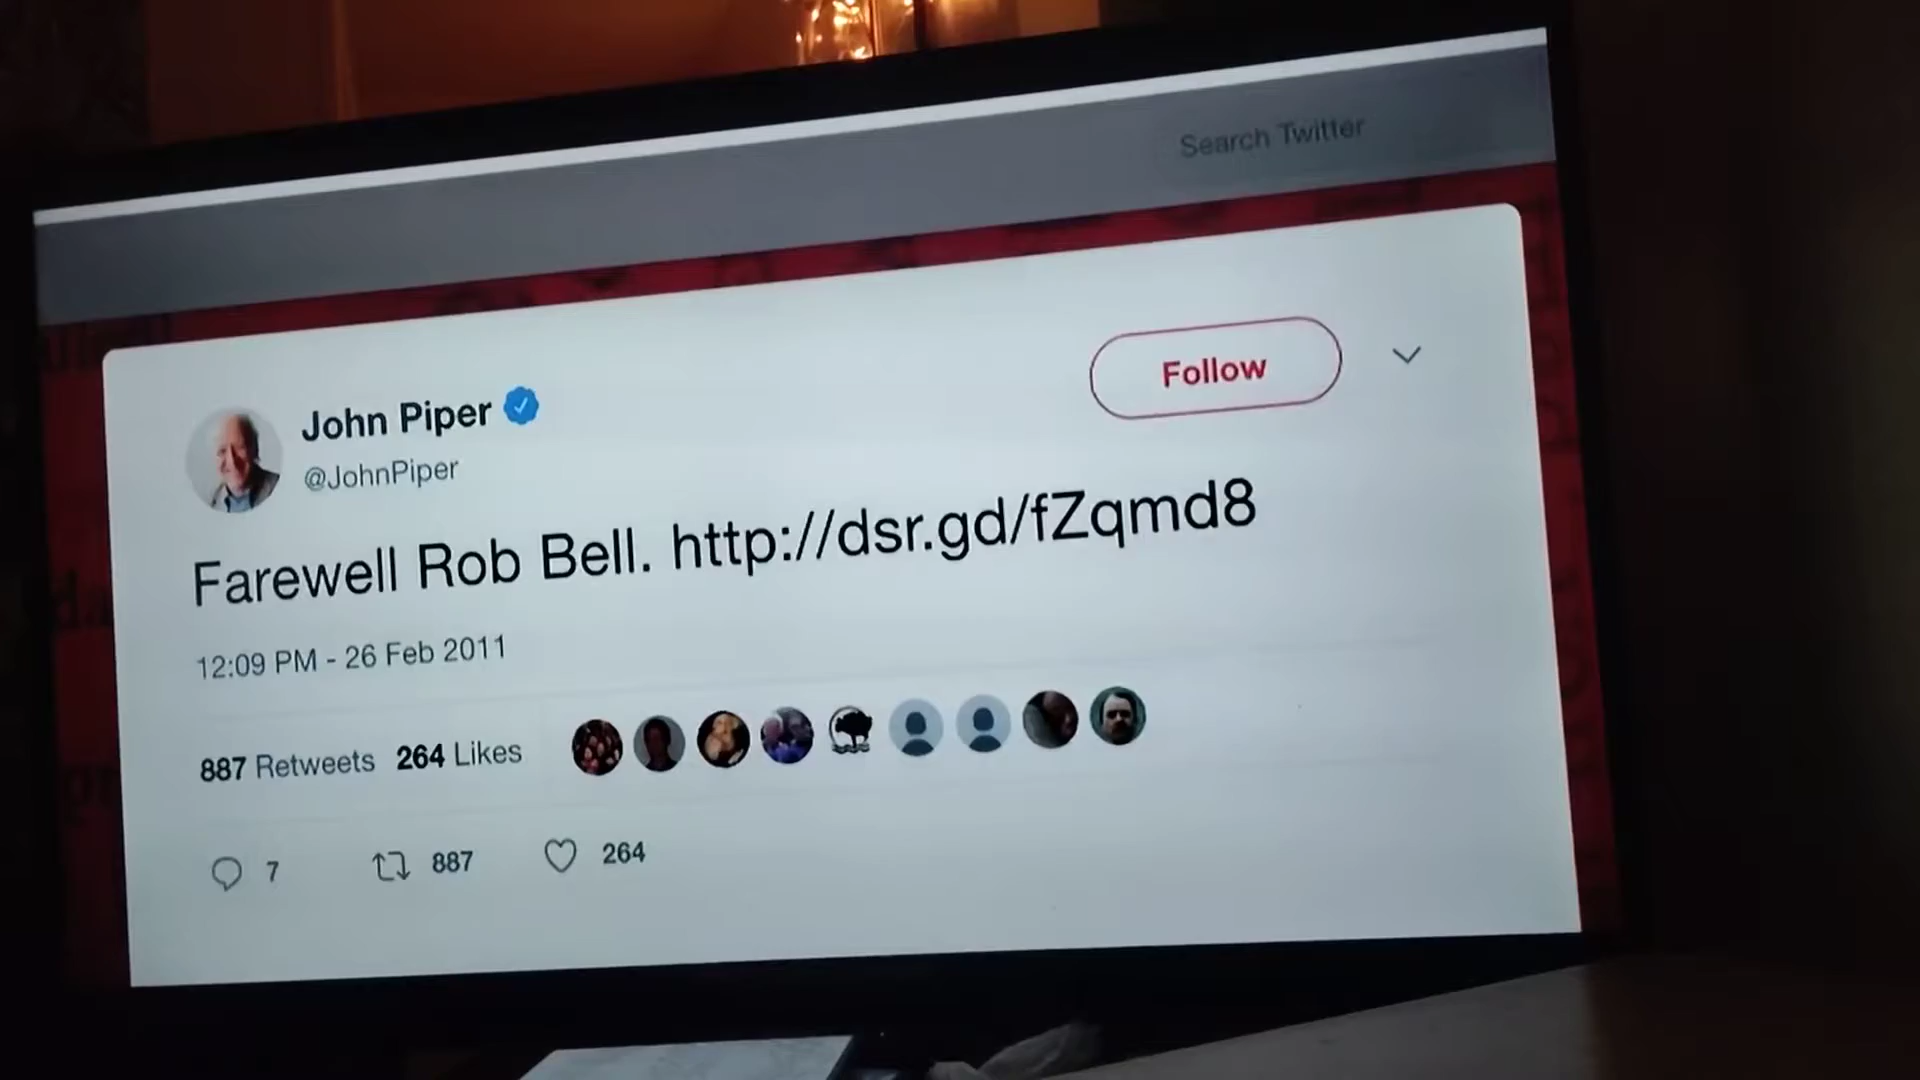 Search Twitter
Follow
John Piper
@JohnPiper
Farewell Rob Bell. http://dsr.gd/fZqmd8
12:09 PM - 26 Feb 2011
887 Retweets 264 Likes
7 887 264